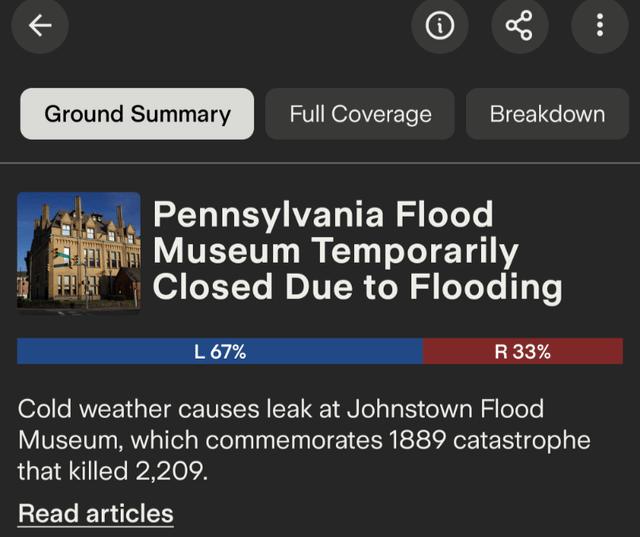 Ground Summary
Full Coverage
Breakdown
Pennsylvania Flood
Museum Temporarily
Closed Due to Flooding
L 67%
R 33%
Cold weather causes leak at Johnstown Flood
Museum, which commemorates 1889 catastrophe
that killed 2,209.
Read articles